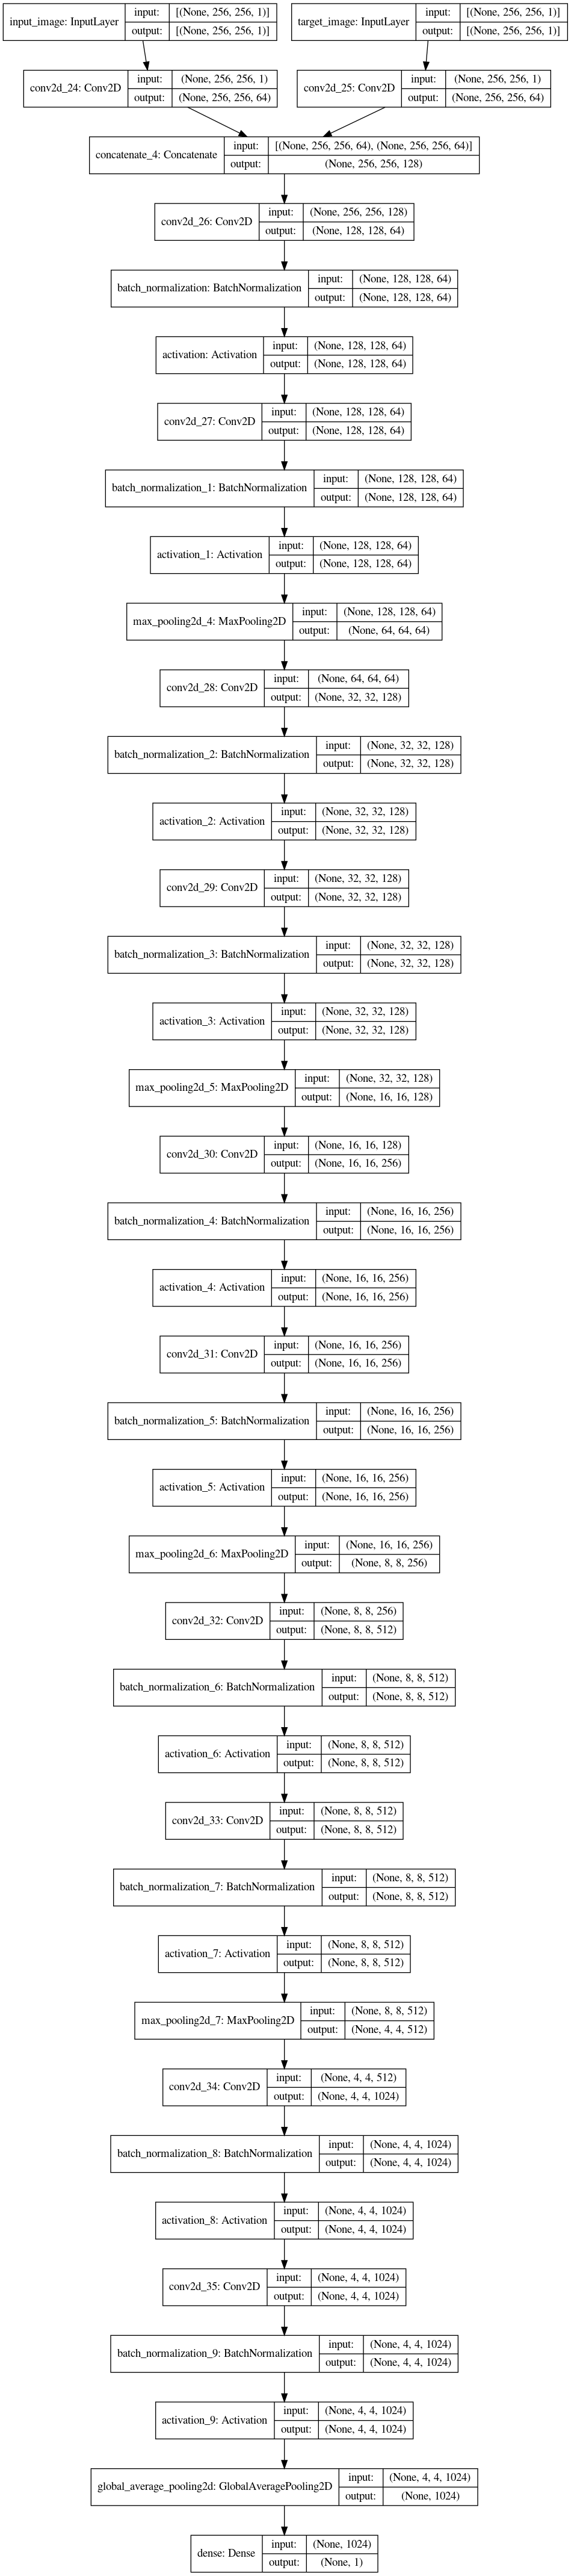 input_image: InputLayer
input: [(None, 256, 256, 1)]
output: [(None, 256, 256, 1)]
target_image: InputLayer
input: [(None, 256, 256, 1)]
output: [(None, 256, 256, 1)]
conv2d_24: Conv2D
input: (None, 256, 256, 1)
output: (None, 256, 256, 64)
conv2d_25: Conv2D
input: (None, 256, 256, 1)
output: (None, 256, 256, 64)
concatenate_4: Concatenate
input: [(None, 256, 256, 64), (None, 256, 256, 64)]
output: (None, 256, 256, 128)
conv2d_26: Conv2D
input: (None, 256, 256, 128)
output: (None, 128, 128, 64)
batch_normalization: BatchNormalization
input: (None, 128, 128, 64)
output: (None, 128, 128, 64)
activation: Activation
input: (None, 128, 128, 64)
output: (None, 128, 128, 64)
conv2d_27: Conv2D
input: (None, 128, 128, 64)
output: (None, 128, 128, 64)
batch_normalization_1: BatchNormalization
input: (None, 128, 128, 64)
output: (None, 128, 128, 64)
activation_1: Activation
input: (None, 128, 128, 64)
output: (None, 128, 128, 64)
max_pooling2d_4: MaxPooling2D
input: (None, 128, 128, 64)
output: (None, 64, 64, 64)
conv2d_28: Conv2D
input: (None, 64, 64, 64)
output: (None, 32, 32, 128)
batch_normalization_2: BatchNormalization
input: (None, 32, 32, 128)
output: (None, 32, 32, 128)
activation_2: Activation
input: (None, 32, 32, 128)
output: (None, 32, 32, 128)
conv2d_29: Conv2D
input: (None, 32, 32, 128)
output: (None, 32, 32, 128)
batch_normalization_3: BatchNormalization
input: (None, 32, 32, 128)
output: (None, 32, 32, 128)
activation_3: Activation
input: (None, 32, 32, 128)
output: (None, 32, 32, 128)
max_pooling2d_5: MaxPooling2D
input: (None, 32, 32, 128)
output: (None, 16, 16, 128)
conv2d_30: Conv2D
input: (None, 16, 16, 128)
output: (None, 16, 16, 256)
batch_normalization_4: BatchNormalization
input: (None, 16, 16, 256)
output: (None, 16, 16, 256)
activation_4: Activation
input: (None, 16, 16, 256)
output: (None, 16, 16, 256)
conv2d_31: Conv2D
input: (None, 16, 16, 256)
output: (None, 16, 16, 256)
batch_normalization_5: BatchNormalization
input: (None, 16, 16, 256)
output: (None, 16, 16, 256)
activation_5: Activation
input: (None, 16, 16, 256)
output: (None, 16, 16, 256)
max_pooling2d_6: MaxPooling2D
input: (None, 16, 16, 256)
output: (None, 8, 8, 256)
conv2d_32: Conv2D
input: (None, 8, 8, 256)
output: (None, 8, 8, 512)
batch_normalization_6: BatchNormalization
input: (None, 8, 8, 512)
output: (None, 8, 8, 512)
activation_6: Activation
input: (None, 8, 8, 512)
output: (None, 8, 8, 512)
conv2d_33: Conv2D
input: (None, 8, 8, 512)
output: (None, 8, 8, 512)
batch_normalization_7: BatchNormalization
input: (None, 8, 8, 512)
output: (None, 8, 8, 512)
activation_7: Activation
input: (None, 8, 8, 512)
output: (None, 8, 8, 512)
max_pooling2d_7: MaxPooling2D
input: (None, 8, 8, 512)
output: (None, 4, 4, 512)
conv2d_34: Conv2D
input: (None, 4, 4, 512)
output: (None, 4, 4, 1024)
batch_normalization_8: BatchNormalization
input: (None, 4, 4, 1024)
output: (None, 4, 4, 1024)
activation_8: Activation
input: (None, 4, 4, 1024)
output: (None, 4, 4, 1024)
conv2d_35: Conv2D
input: (None, 4, 4, 1024)
output: (None, 4, 4, 1024)
batch_normalization_9: BatchNormalization
input: (None, 4, 4, 1024)
output: (None, 4, 4, 1024)
activation_9: Activation
input: (None, 4, 4, 1024)
output: (None, 4, 4, 1024)
global_average_pooling2d: GlobalAveragePooling2D
input: (None, 4, 4, 1024)
output: (None, 1024)
dense: Dense
input: (None, 1024)
output: (None, 1)